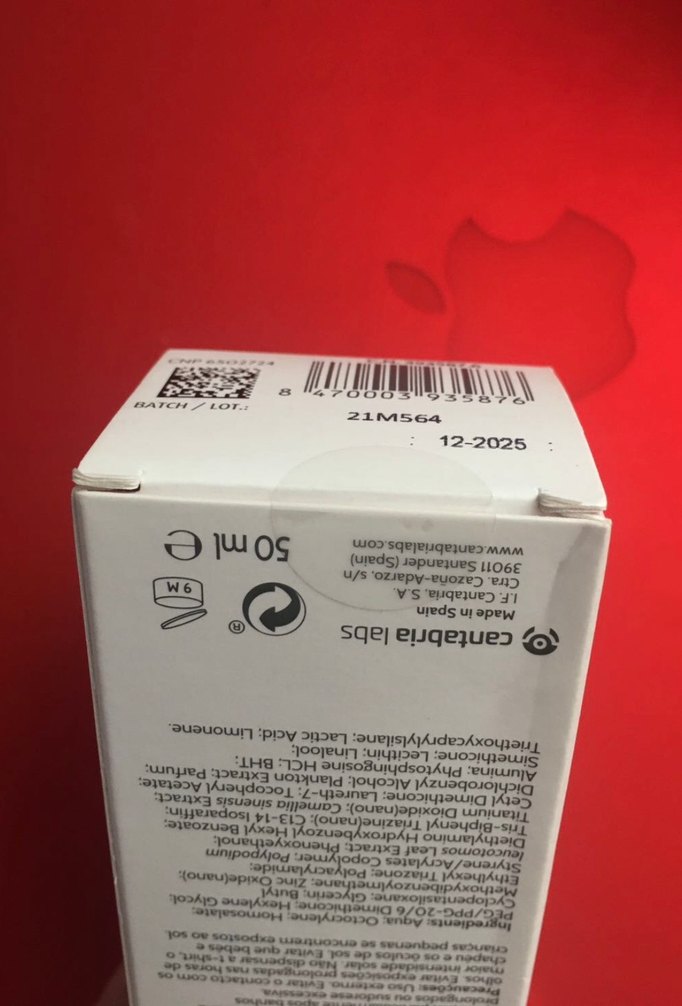 CNP 6502724
8 470003 935876
BATCH / LOT.:
21M564
: 12-2025 :
após banhos
prolongados ou sudorese excessiva.
Precauções: Uso externo. Evitar o contacto com os
olhos. Evitar exposições prolongadas nas horas de
maior intensidade solar. Não dispensar a t-shirt, o
chapéu e os óculos de sol. Evitar que bebés e
crianças pequenas se encontrem expostos ao sol.
Ingredients: Aqua; Octocrylene; Homosalate;
PEG/PPG-20/6 Dimethicone; Hexylene Glycol;
Cyclopentasiloxane; Glycerin; Butyl
Methoxydibenzoylmethane; Zinc Oxide(nano);
Ethylhexyl Triazone; Polyacrylamide;
Styrene/Acrylates Copolymer; Polypodium
leucotomos Leaf Extract; Phenoxyethanol;
Diethylamino Hydroxybenzoyl Hexyl Benzoate;
Tris-Biphenyl Triazine(nano); C13-14 Isoparaffin;
Titanium Dioxide(nano); Camellia sinensis Extract;
Cetyl Dimethicone; Laureth-7; Tocopheryl Acetate;
Dichlorobenzyl Alcohol; Plankton Extract; Parfum;
Alumina; Phytosphingosine HCL; BHT;
Simethicone; Lecithin; Linalool;
Triethoxycaprylylsilane; Lactic Acid; Limonene.
cantabria labs
Made in Spain
I.F. Cantabria, S.A.
Ctra. Cazoña-Adarzo, s/n
39011 Santander (Spain)
www.cantabrialabs.com
®
9 M
50 ml e